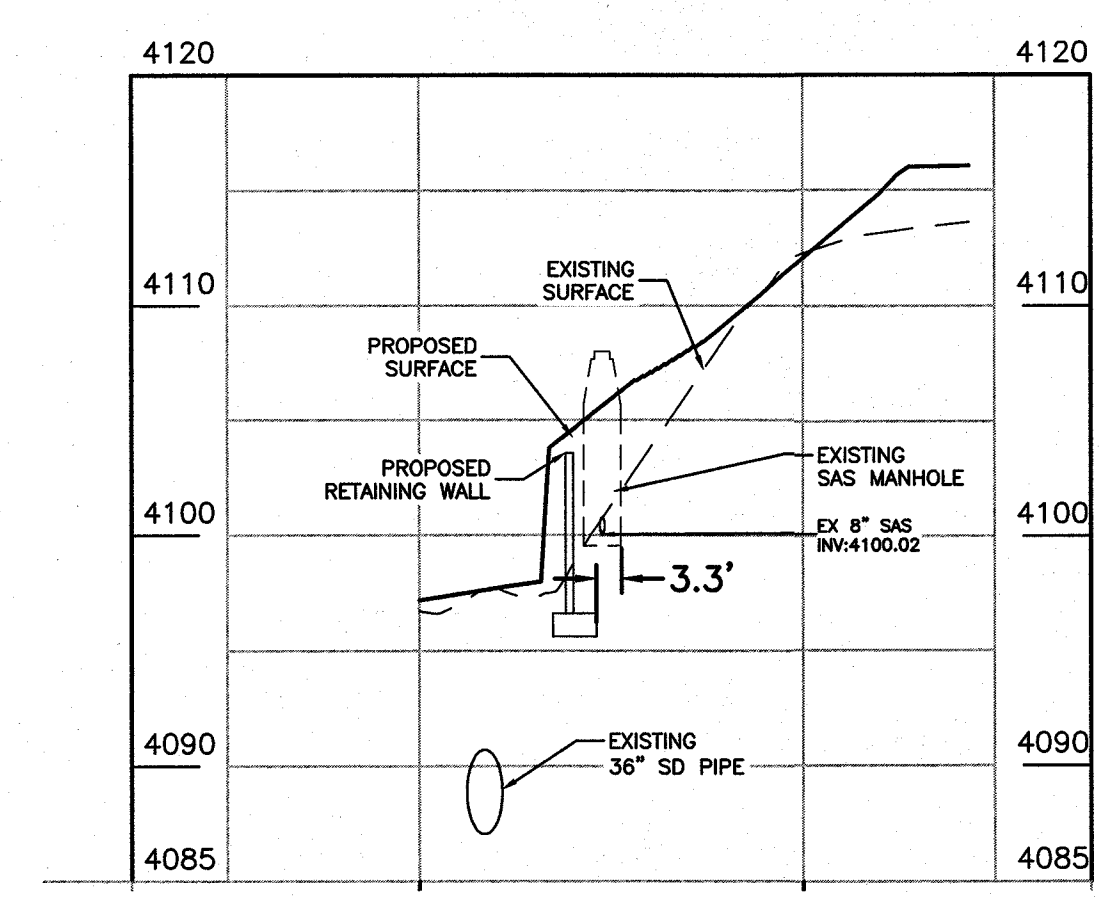 4120
4120
4110
4110
EXISTING
SURFACE
PROPOSED
SURFACE
PROPOSED
RETAINING WALL
EXISTING
SAS MANHOLE
4100
4100
EX 8" SAS
INV:4100.02
3.3'
4090
4090
EXISTING
36" SD PIPE
4085
4085